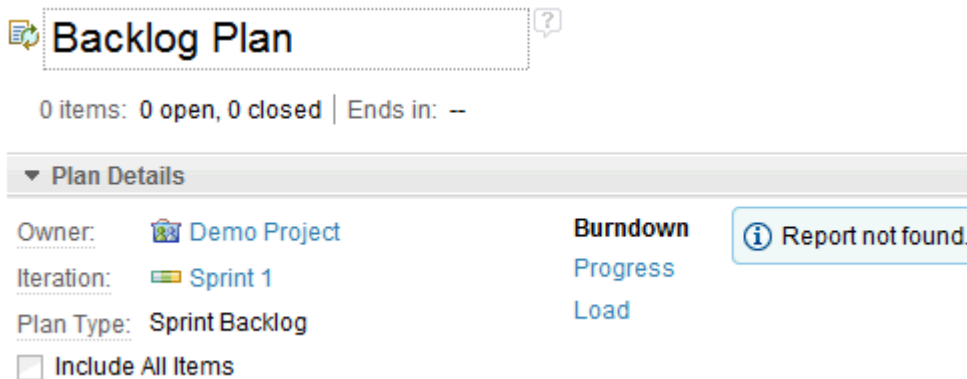 Backlog Plan ?
0 items: 0 open, 0 closed | Ends in: --
Plan Details
Owner: Demo Project
Iteration: Sprint 1
Plan Type: Sprint Backlog
Include All Items
Burndown
Progress
Load
Report not found.